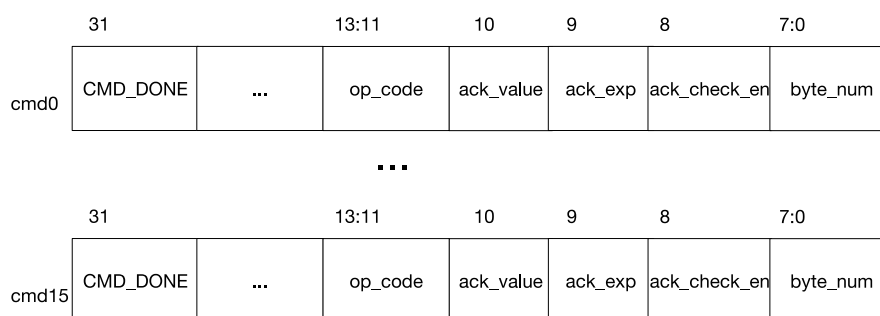 31 13:11 10 9 8 7:0
cmd0 CMD_DONE ... op_code ack_value ack_exp ack_check_en byte_num
...
31 13:11 10 9 8 7:0
cmd15 CMD_DONE ... op_code ack_value ack_exp ack_check_en byte_num